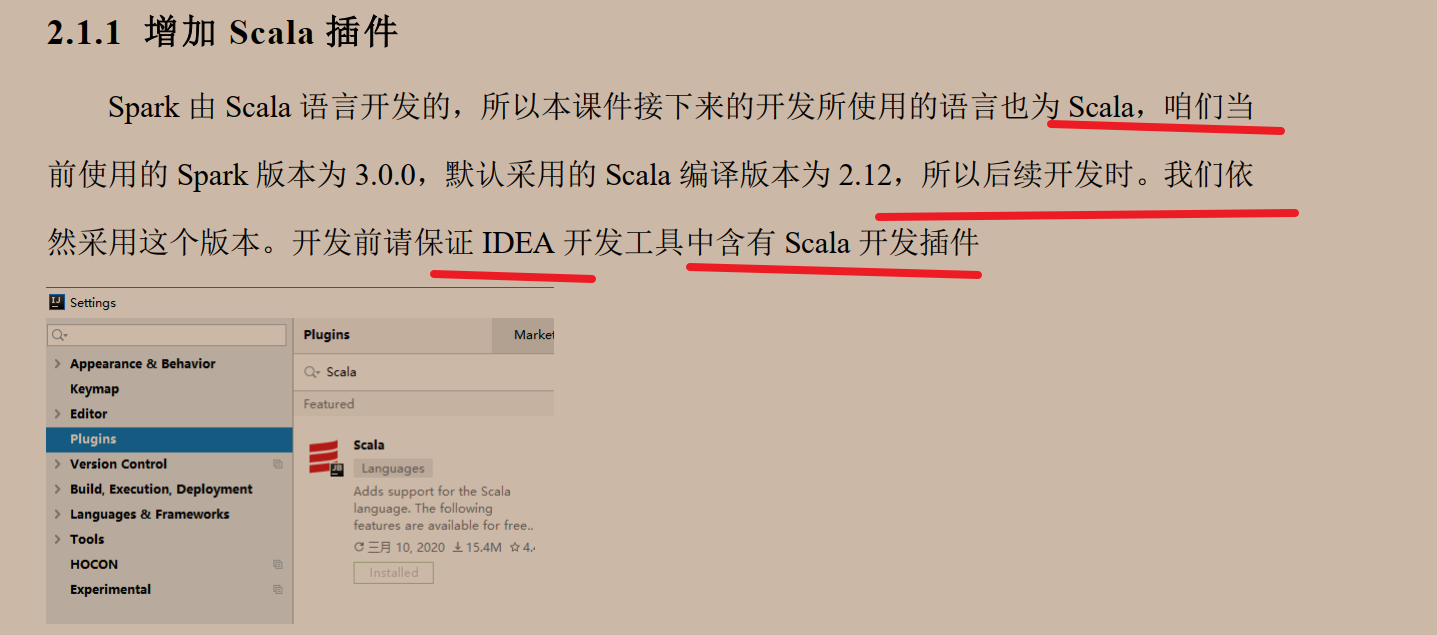 2.1.1 增加 Scala 插件
Spark 由 Scala 语言开发的，所以本课件接下来的开发所使用的语言也为 Scala，咱们当
前使用的 Spark 版本为 3.0.0，默认采用的 Scala 编译版本为 2.12，所以后续开发时。我们依
然采用这个版本。开发前请保证 IDEA 开发工具中含有 Scala 开发插件
Settings
Appearance & Behavior
Keymap
Editor
Plugins
Version Control
Build, Execution, Deployment
Languages & Frameworks
Tools
HOCON
Experimental
Plugins
Market
Scala
Featured
Scala
Languages
Adds support for the Scala
language. The following
features are available for free..
三月 10, 2020 15.4M 4.
Installed